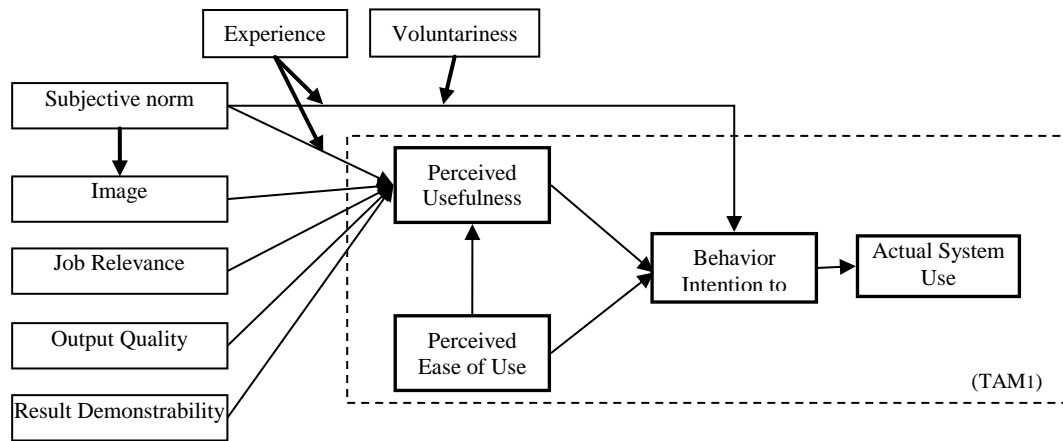 Experience
Voluntariness
Subjective norm
Image
Job Relevance
Output Quality
Result Demonstrability
Perceived
Usefulness
Perceived
Ease of Use
Behavior
Intention to
Actual System
Use
(TAM1)